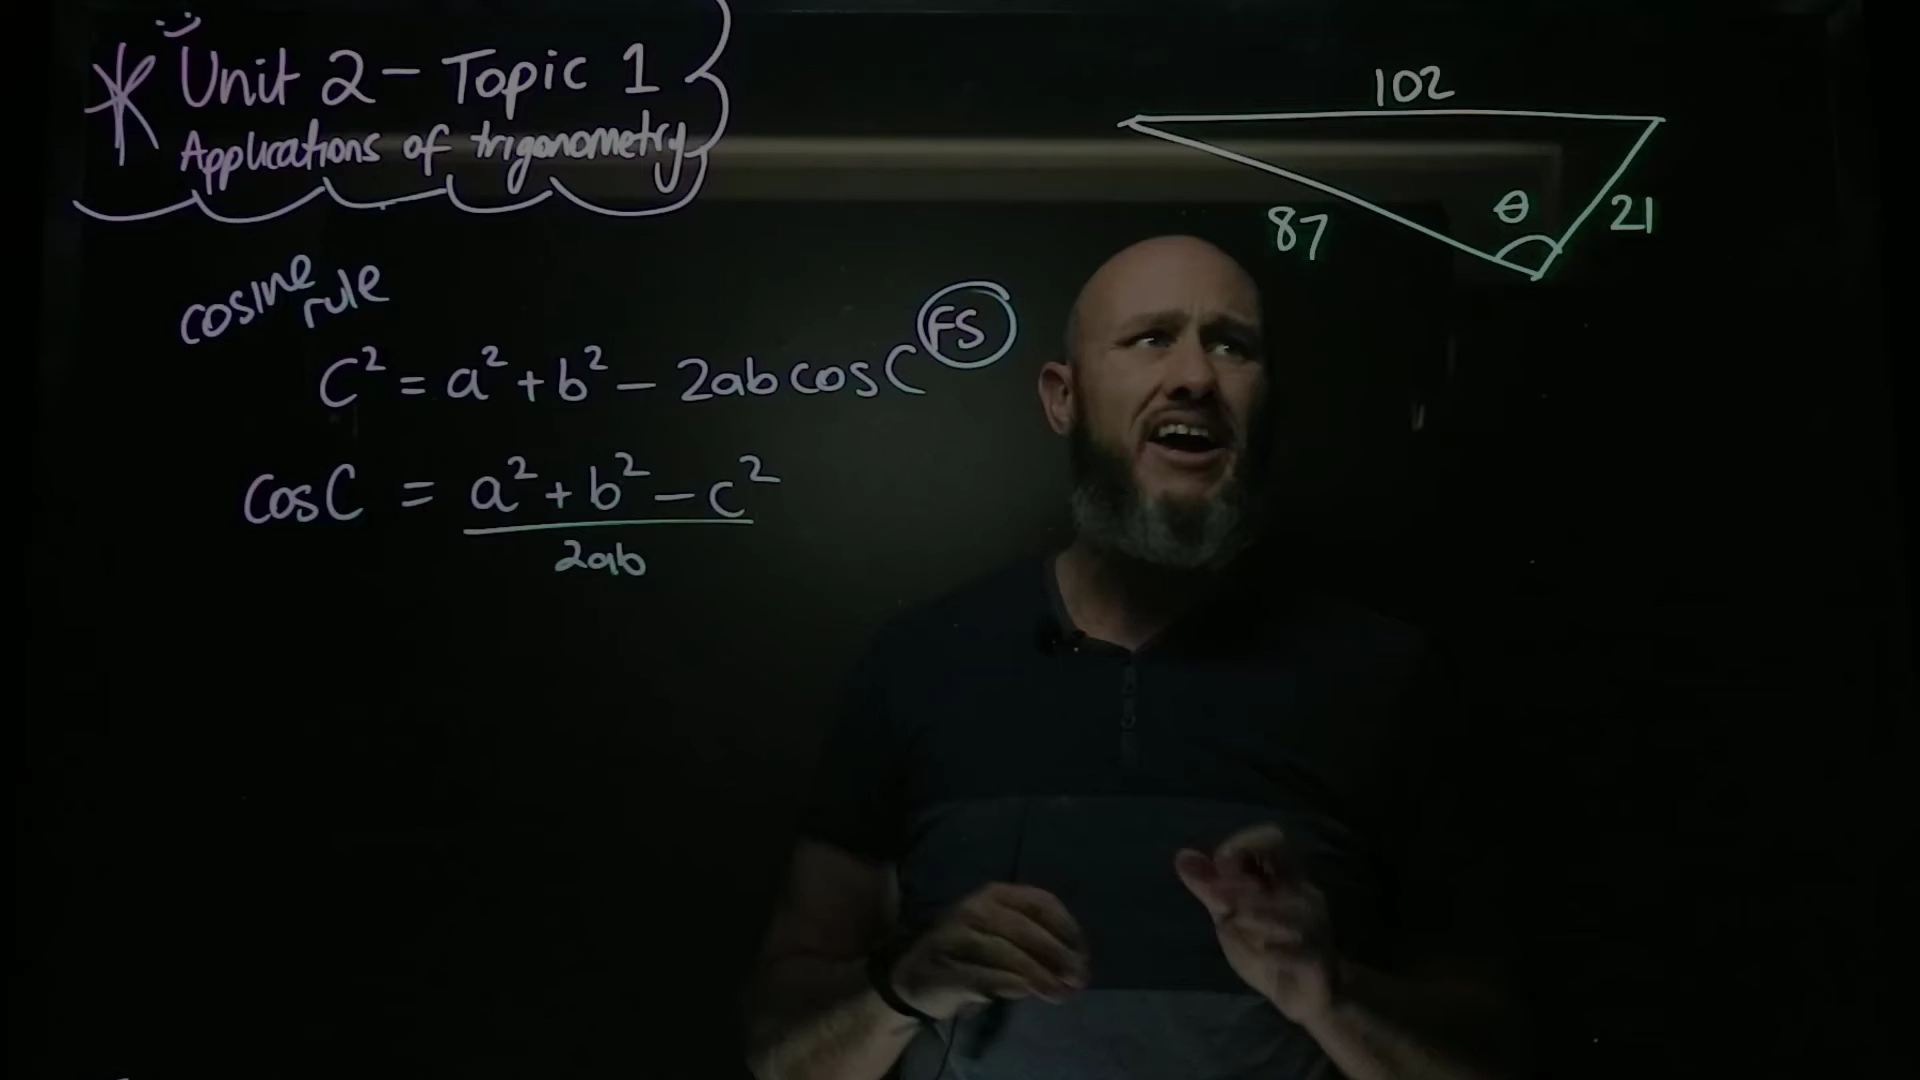 Unit 2 - Topic 1
Applications of trigonometry
cosine rule
C² = a² + b² - 2ab cos C
FS
cos C = a² + b² - c²
2ab
102
87
θ
21